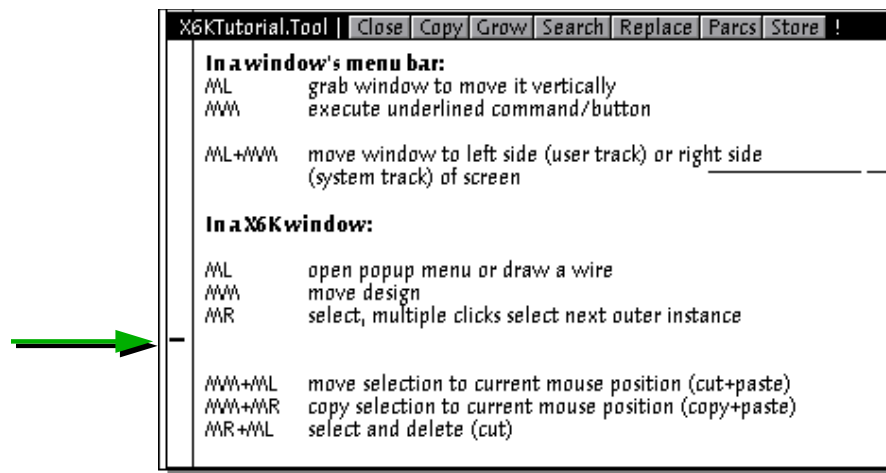 X6KTutorial.Tool | Close Copy Grow Search Replace Parcs Store !
In a window's menu bar:
ML grab window to move it vertically
MM execute underlined command/button
ML+MM move window to left side (user track) or right side
(system track) of screen
In a X6K window:
ML open popup menu or draw a wire
MM move design
MR select, multiple clicks select next outer instance
MM+ML move selection to current mouse position (cut+paste)
MM+MR copy selection to current mouse position (copy+paste)
MR+ML select and delete (cut)